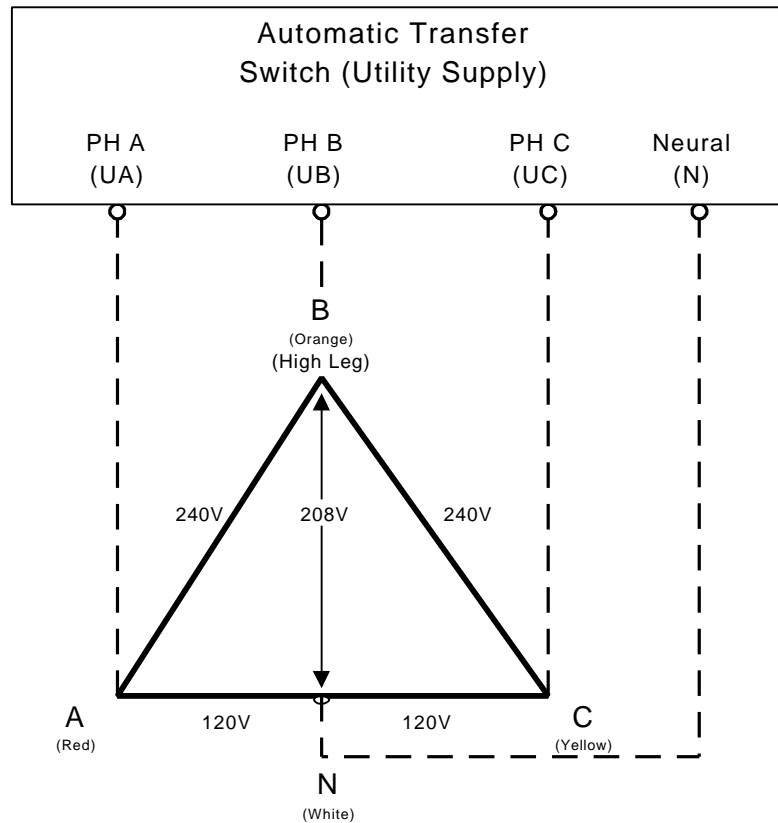 Automatic Transfer
Switch (Utility Supply)
PH A
(UA)
PH B
(UB)
PH C
(UC)
Neural
(N)
B
(Orange)
(High Leg)
240V
208V
240V
A
(Red)
120V
120V
C
(Yellow)
N
(White)